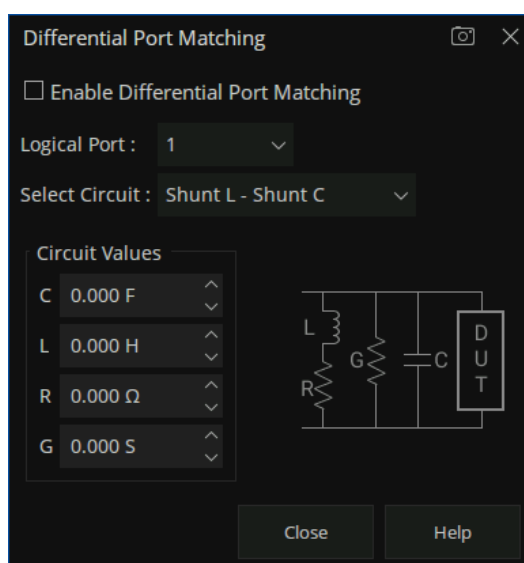 Differential Port Matching
Enable Differential Port Matching
Logical Port : 1
Select Circuit : Shunt L - Shunt C
Circuit Values
C 0.000 F
L 0.000 H
R 0.000 Ω
G 0.000 S
L
R
G
C
DUT
Close Help